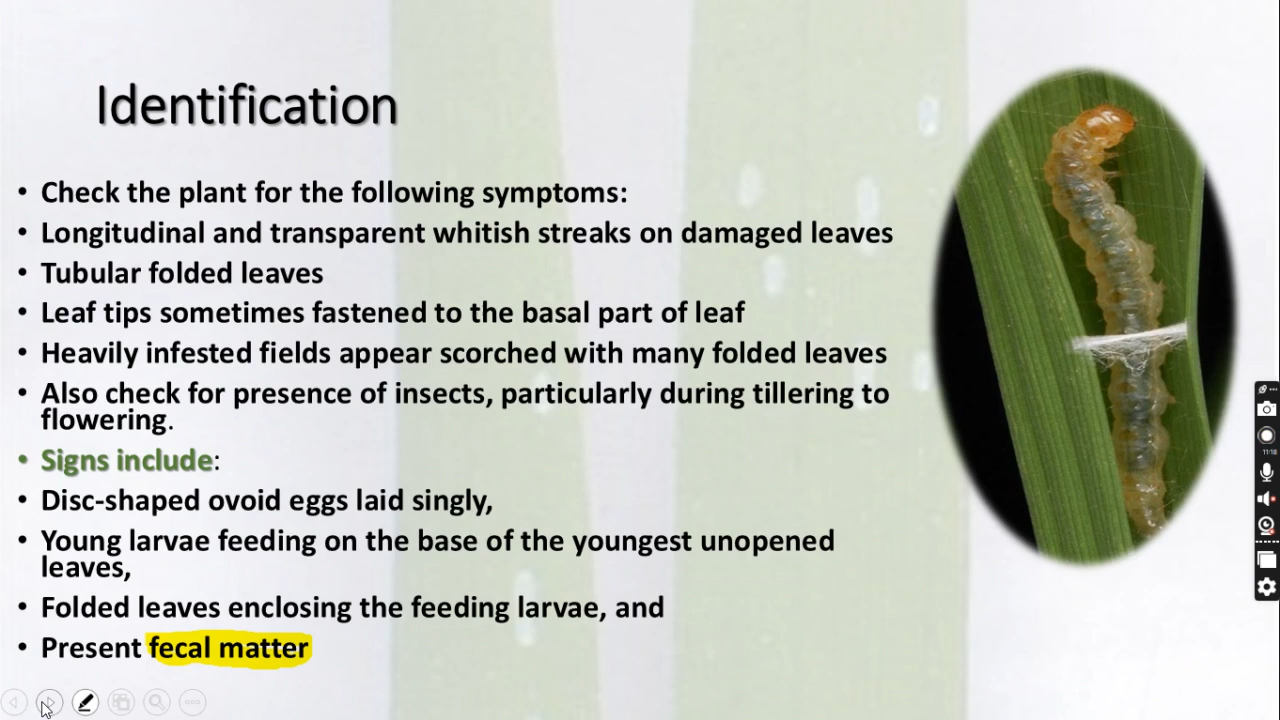 Identification
• Check the plant for the following symptoms:
• Longitudinal and transparent whitish streaks on damaged leaves
• Tubular folded leaves
• Leaf tips sometimes fastened to the basal part of leaf
• Heavily infested fields appear scorched with many folded leaves
• Also check for presence of insects, particularly during tillering to
flowering.
• Signs include:
• Disc-shaped ovoid eggs laid singly,
• Young larvae feeding on the base of the youngest unopened
leaves,
• Folded leaves enclosing the feeding larvae, and
• Present fecal matter
11:18